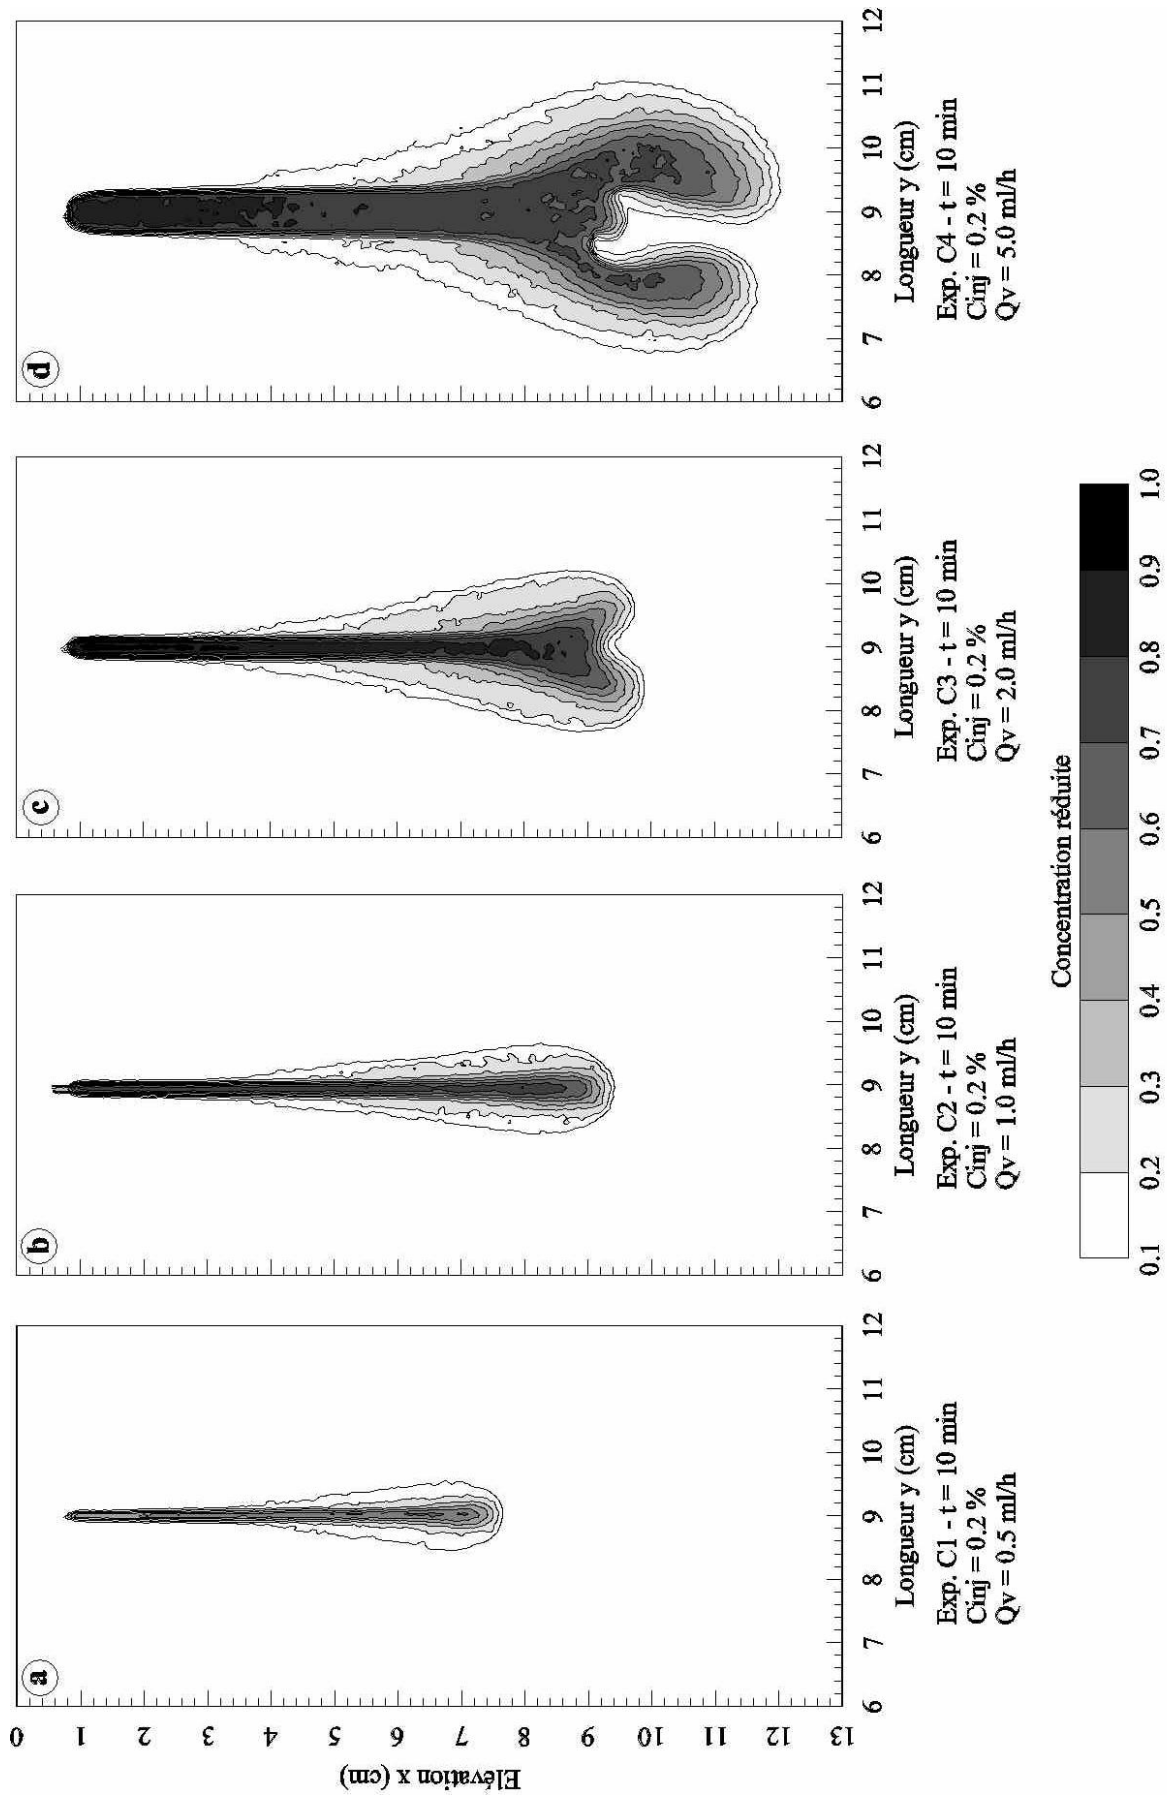 Elévation x (cm)
0
1
2
3
4
5
6
7
8
9
10
11
12
13
a
6 7 8 9 10 11 12
Longueur y (cm)
Exp. C1 - t = 10 min
Cinj = 0.2 %
Qv = 0.5 ml/h
b
6 7 8 9 10 11 12
Longueur y (cm)
Exp. C2 - t = 10 min
Cinj = 0.2 %
Qv = 1.0 ml/h
c
6 7 8 9 10 11 12
Longueur y (cm)
Exp. C3 - t = 10 min
Cinj = 0.2 %
Qv = 2.0 ml/h
d
6 7 8 9 10 11 12
Longueur y (cm)
Exp. C4 - t = 10 min
Cinj = 0.2 %
Qv = 5.0 ml/h
Concentration réduite
0.1 0.2 0.3 0.4 0.5 0.6 0.7 0.8 0.9 1.0